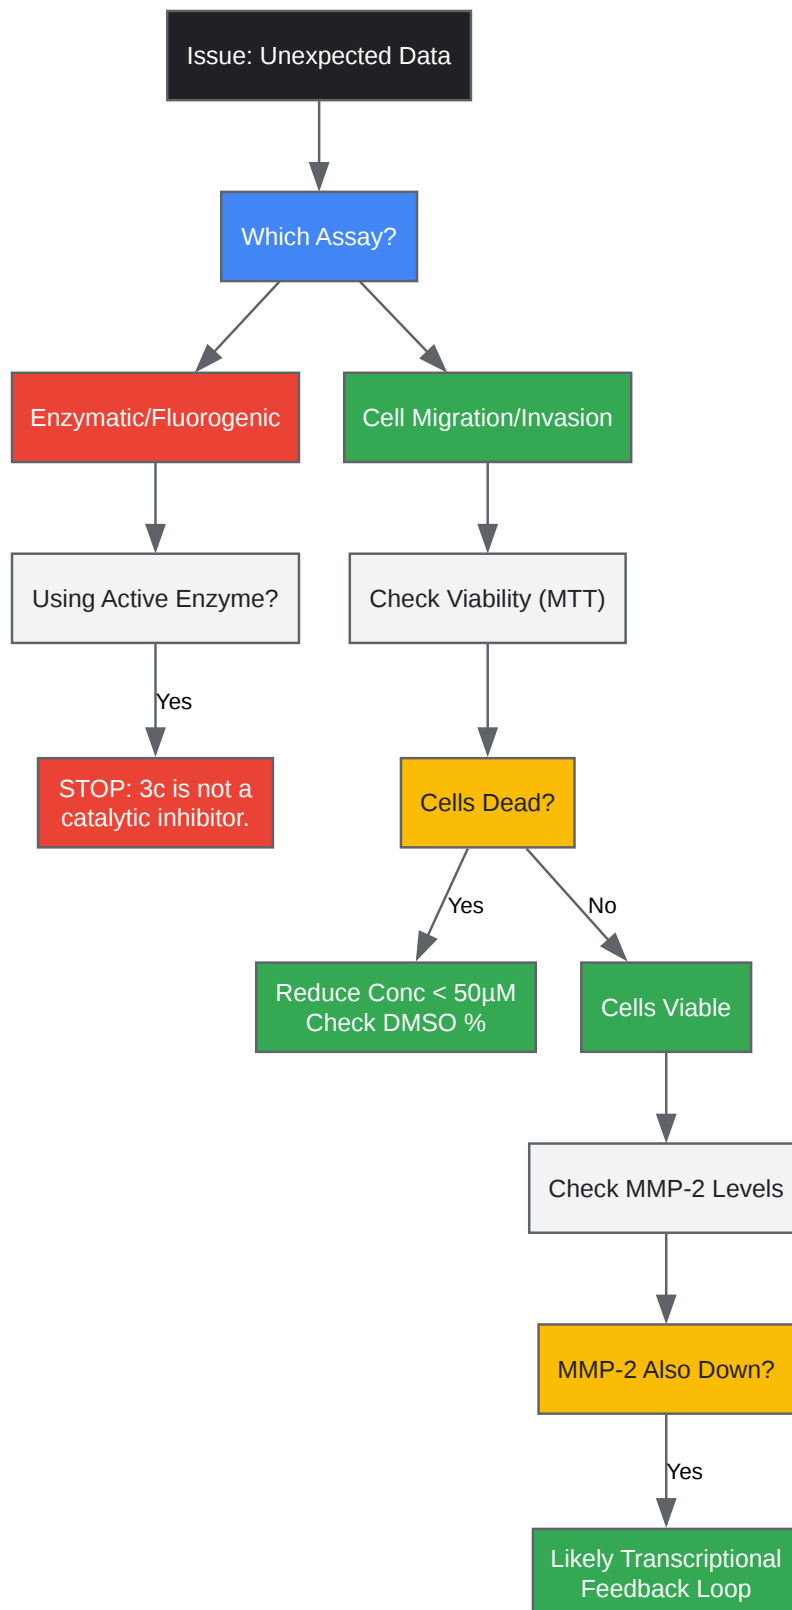 Issue: Unexpected Data
Which Assay?
Enzymatic/Fluorogenic
Cell Migration/Invasion
Using Active Enzyme?
Check Viability (MTT)
Yes
STOP: 3c is not a
catalytic inhibitor.
Cells Dead?
Yes
No
Reduce Conc < 50µM
Check DMSO %
Cells Viable
Check MMP-2 Levels
MMP-2 Also Down?
Yes
Likely Transcriptional
Feedback Loop